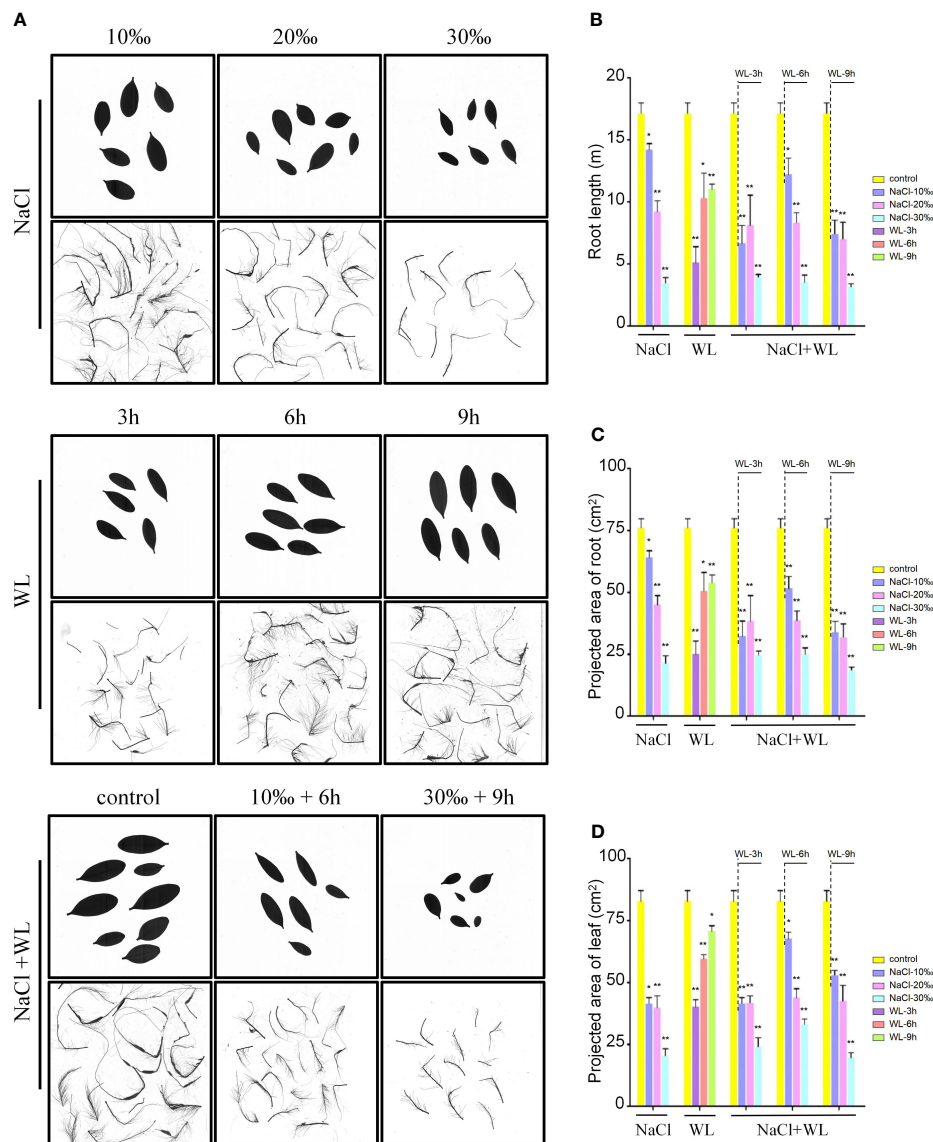 A
10‰
20‰
30‰
NaCl
3h
6h
9h
WL
control
10‰ + 6h
30‰ + 9h
NaCl +WL
B
WL-3h
WL-6h
WL-9h
20
15
10
5
0
Root length (m)
* ** **
** * **
** ** **
* ** **
** ** **
NaCl
WL
NaCl+WL
control
NaCl-10‰
NaCl-20‰
NaCl-30‰
WL-3h
WL-6h
WL-9h
C
WL-3h
WL-6h
WL-9h
100
75
50
25
0
Projected area of root (cm²)
* ** **
** * **
** ** **
** ** **
** ** **
NaCl
WL
NaCl+WL
control
NaCl-10‰
NaCl-20‰
NaCl-30‰
WL-3h
WL-6h
WL-9h
D
WL-3h
WL-6h
WL-9h
100
75
50
25
0
Projected area of leaf (cm²)
* ** **
** ** *
** ** **
* ** **
** ** **
NaCl
WL
NaCl+WL
control
NaCl-10‰
NaCl-20‰
NaCl-30‰
WL-3h
WL-6h
WL-9h